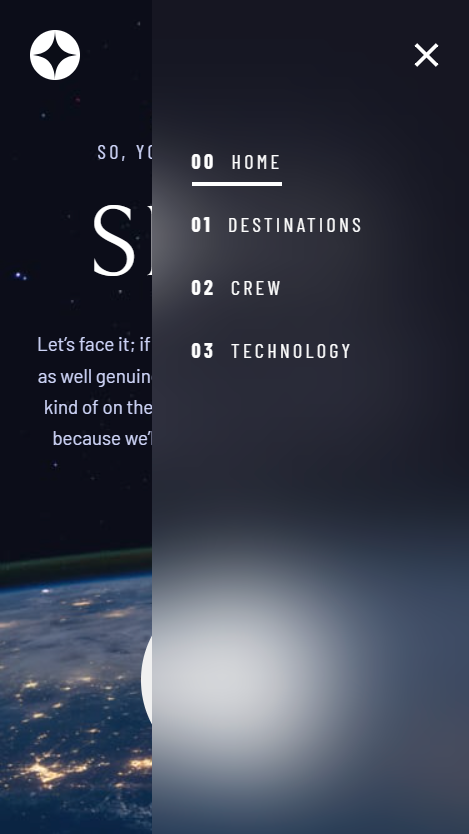 SO, YO
S
Let's face it; if
as well genuin
kind of on the
because we'l
00 HOME
01 DESTINATIONS
02 CREW
03 TECHNOLOGY